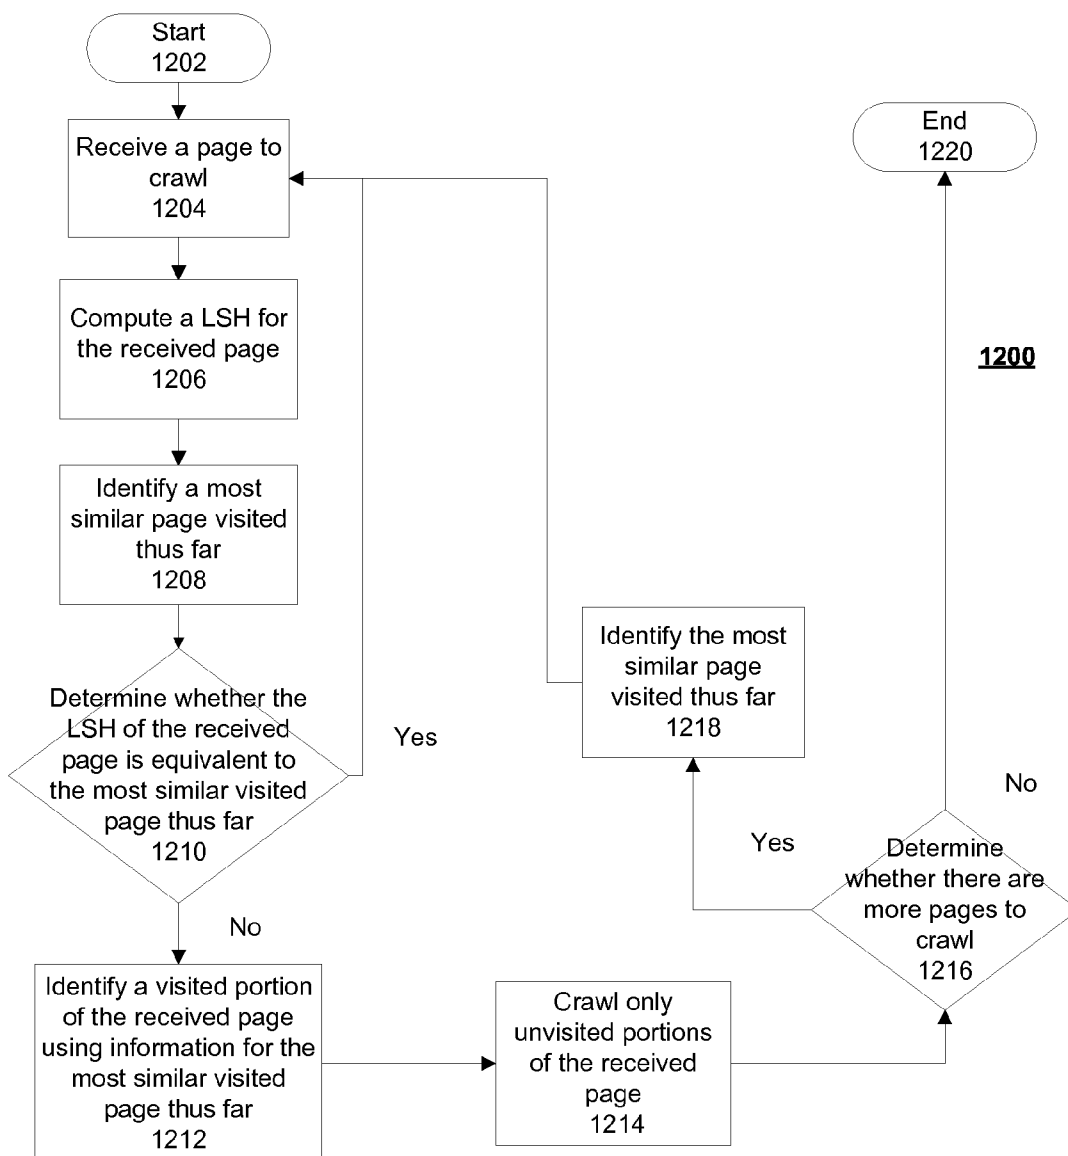 Start
1202
Receive a page to
crawl
1204
Compute a LSH for
the received page
1206
Identify a most
similar page visited
thus far
1208
Determine whether the
LSH of the received
page is equivalent to
the most similar visited
page thus far
1210
Yes
No
Identify a visited portion
of the received page
using information for the
most similar visited
page thus far
1212
Crawl only
unvisited portions
of the received
page
1214
Determine
whether there are
more pages to
crawl
1216
Yes
No
Identify the most
similar page
visited thus far
1218
End
1220
1200